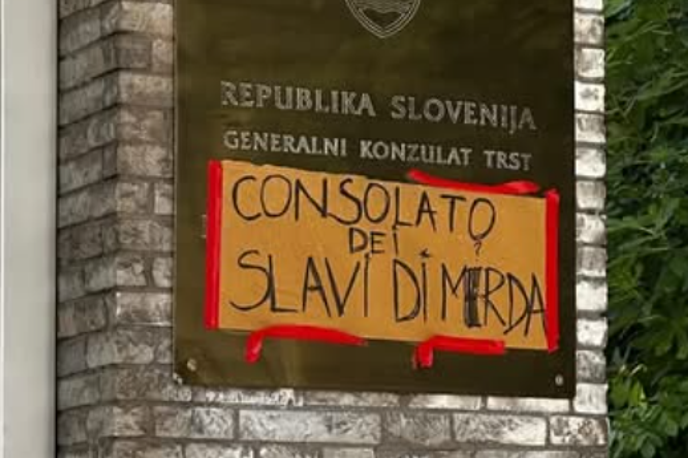 REPUBLIKA SLOVENIJA
GENERALNI KONZULAT TRST
CONSOLATO
DEI
SLAVI DI MERDA